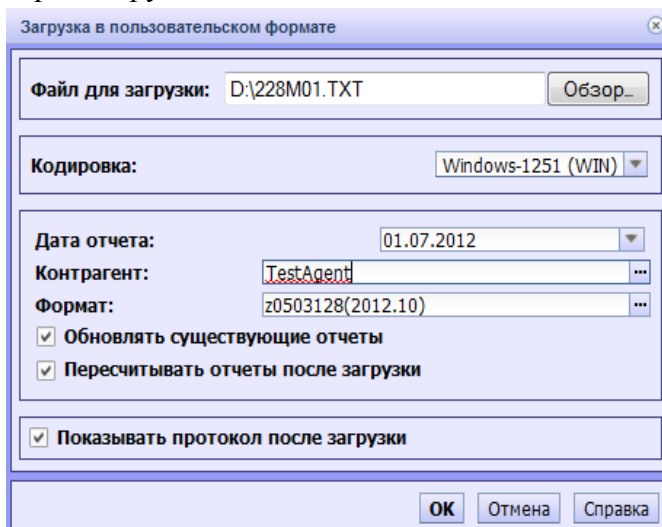 Загрузка в пользовательском формате
Файл для загрузки: D:\228M01.TXT Обзор...
Кодировка: Windows-1251 (WIN)
Дата отчета: 01.07.2012
Контрагент: TestAgent ...
Формат: z0503128(2012.10) ...
Обновлять существующие отчеты
Пересчитывать отчеты после загрузки
Показывать протокол после загрузки
ОК Отмена Справка